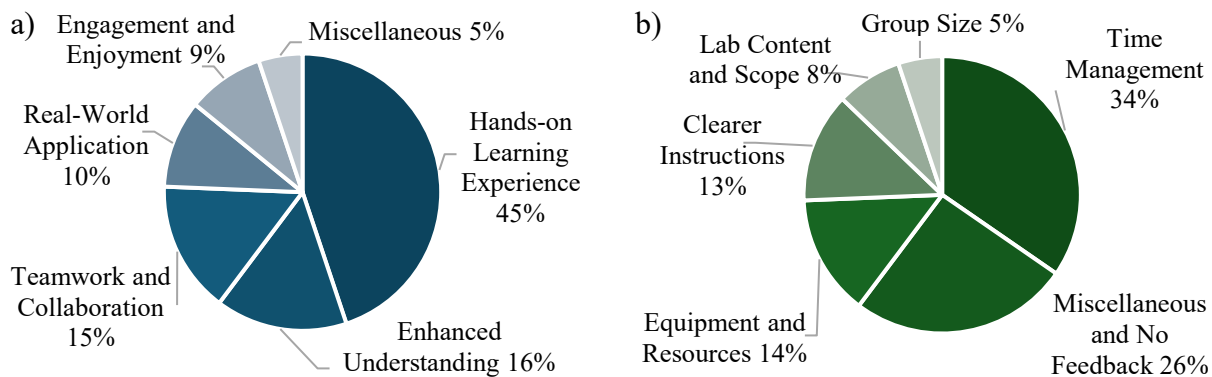 a)
Engagement and
Enjoyment 9%
Miscellaneous 5%
Real-World
Application
10%
Hands-on
Learning
Experience
45%
Teamwork and
Collaboration
15%
Enhanced
Understanding 16%
b)
Group Size 5%
Lab Content
and Scope 8%
Time
Management
34%
Clearer
Instructions
13%
Equipment and
Resources 14%
Miscellaneous
and No
Feedback 26%